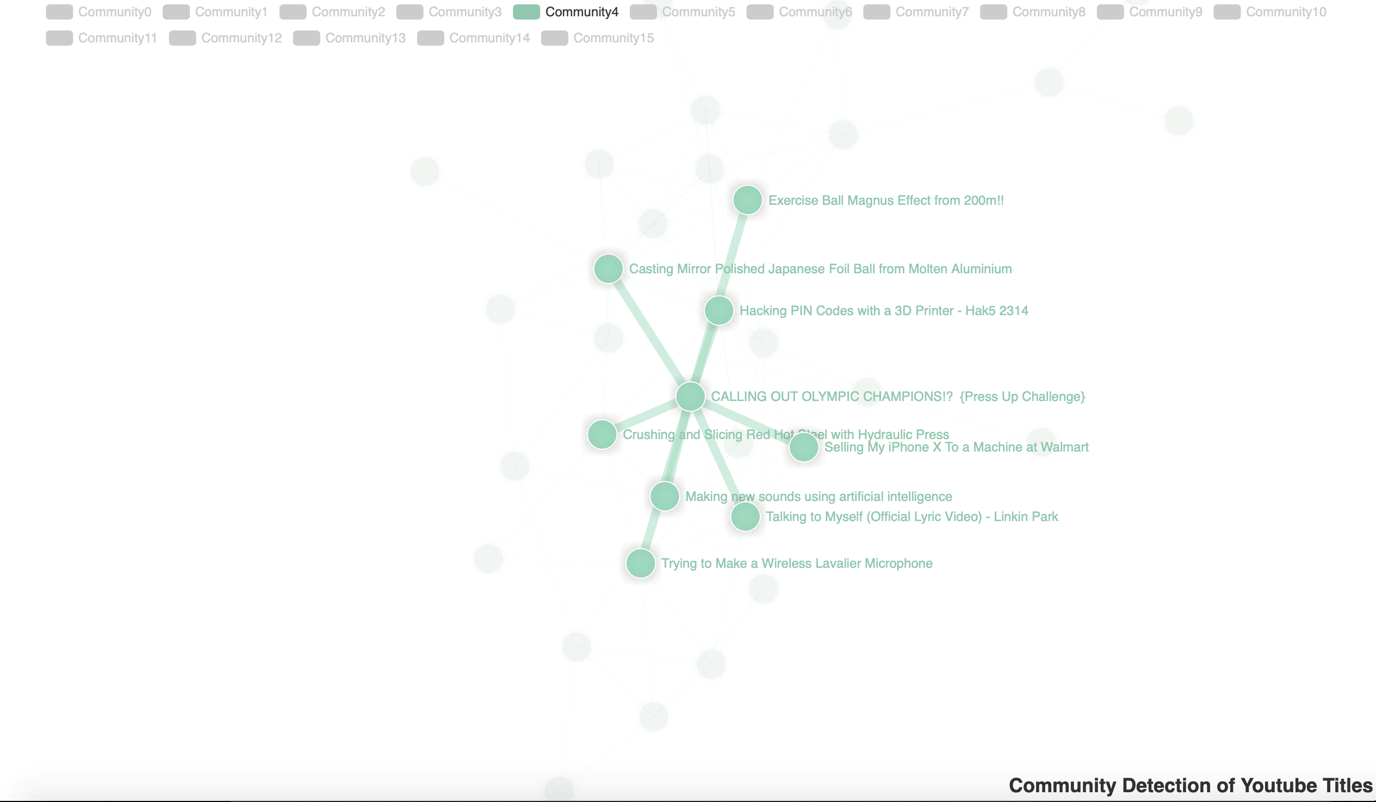 Community0 Community1 Community2 Community3 Community4 Community5 Community6 Community7 Community8 Community9 Community10
Community11 Community12 Community13 Community14 Community15
Exercise Ball Magnus Effect from 200m!!
Casting Mirror Polished Japanese Foil Ball from Molten Aluminium
Hacking PIN Codes with a 3D Printer - Hak5 2314
CALLING OUT OLYMPIC CHAMPIONS!? {Press Up Challenge}
Crushing and Slicing Red Hot Steel with Hydraulic Press
Selling My iPhone X To a Machine at Walmart
Making new sounds using artificial intelligence
Talking to Myself (Official Lyric Video) - Linkin Park
Trying to Make a Wireless Lavalier Microphone
Community Detection of Youtube Titles